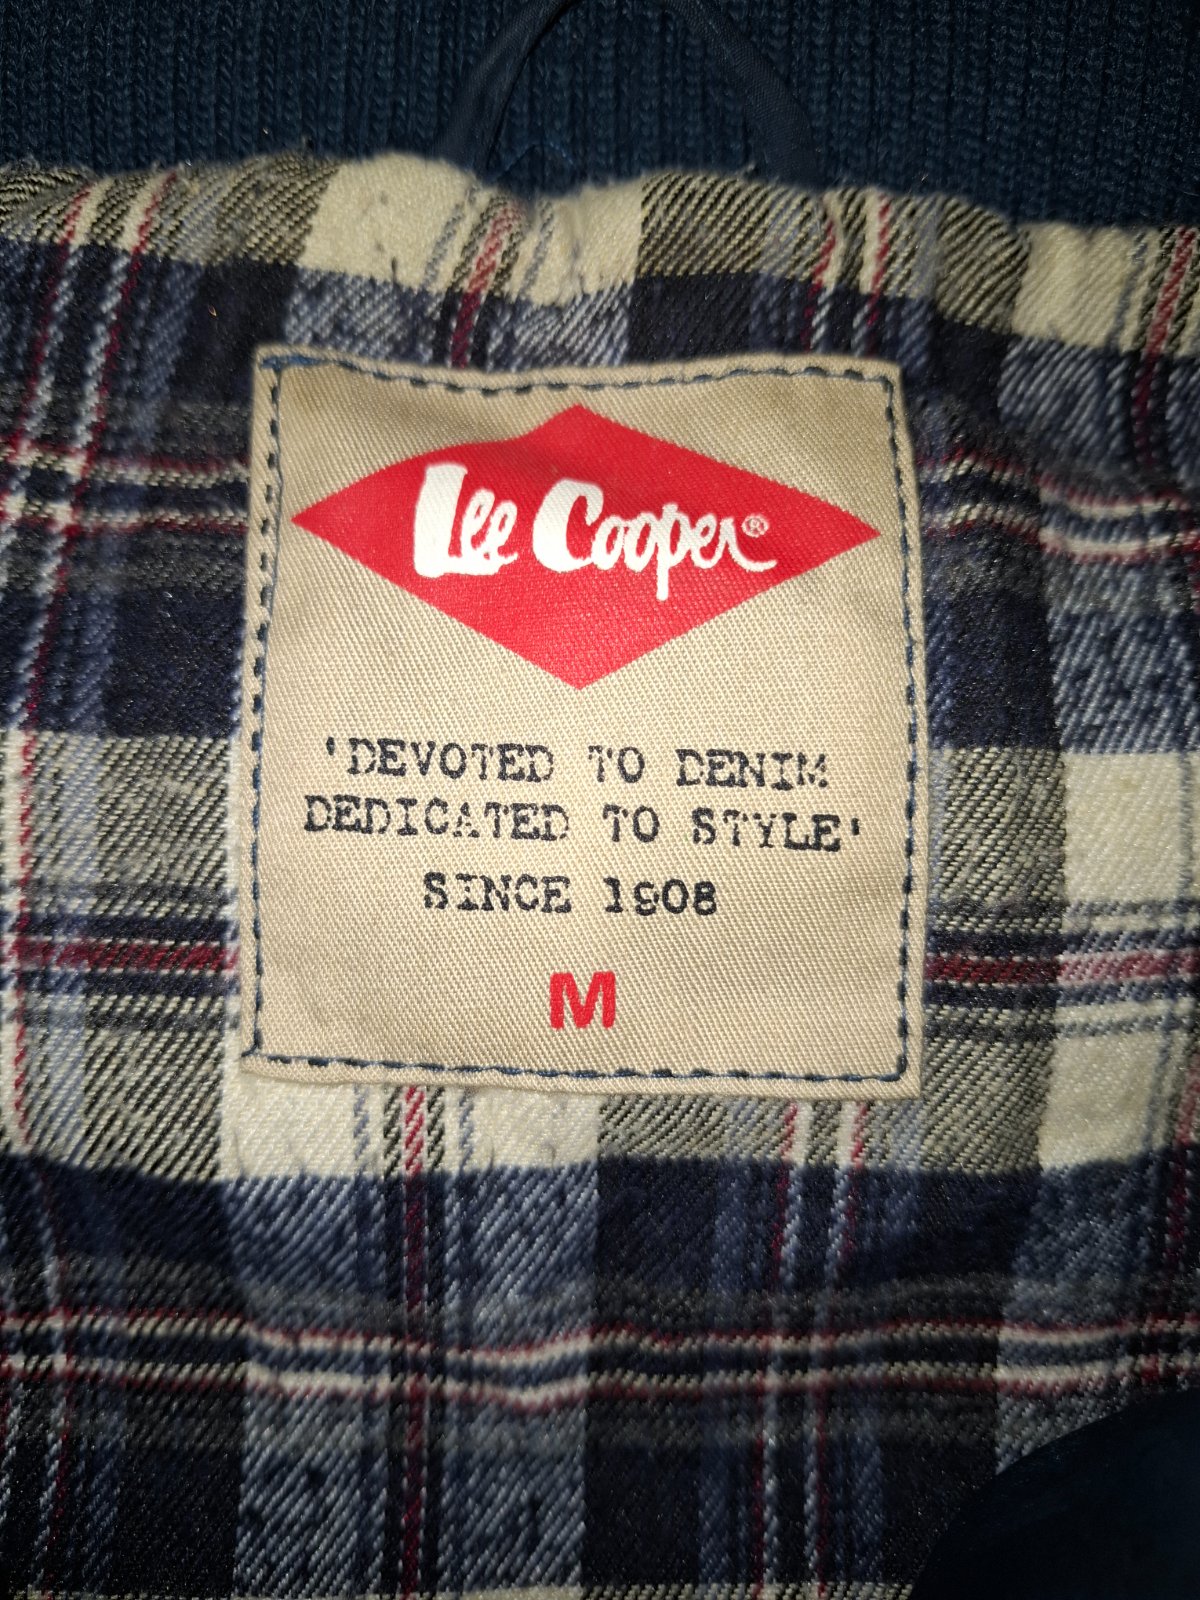 Lee Cooper®
'DEVOTED TO DENIM
DEDICATED TO STYLE'
SINCE 1908
M